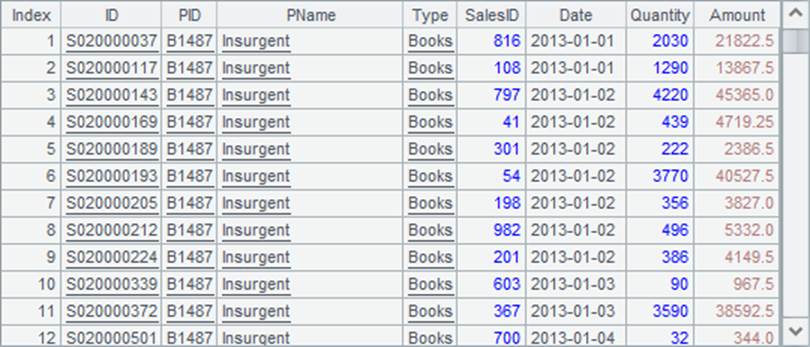 Index ID PID PName Type SalesID Date Quantity Amount
1 S020000037 B1487 Insurgent Books 816 2013-01-01 2030 21822.5
2 S020000117 B1487 Insurgent Books 108 2013-01-01 1290 13867.5
3 S020000143 B1487 Insurgent Books 797 2013-01-02 4220 45365.0
4 S020000169 B1487 Insurgent Books 41 2013-01-02 439 4719.25
5 S020000189 B1487 Insurgent Books 301 2013-01-02 222 2386.5
6 S020000193 B1487 Insurgent Books 54 2013-01-02 3770 40527.5
7 S020000205 B1487 Insurgent Books 198 2013-01-02 356 3827.0
8 S020000212 B1487 Insurgent Books 982 2013-01-02 496 5332.0
9 S020000224 B1487 Insurgent Books 201 2013-01-02 386 4149.5
10 S020000339 B1487 Insurgent Books 603 2013-01-03 90 967.5
11 S020000372 B1487 Insurgent Books 367 2013-01-03 3590 38592.5
12 S020000501 B1487 Insurgent Books 700 2013-01-04 32 344.0